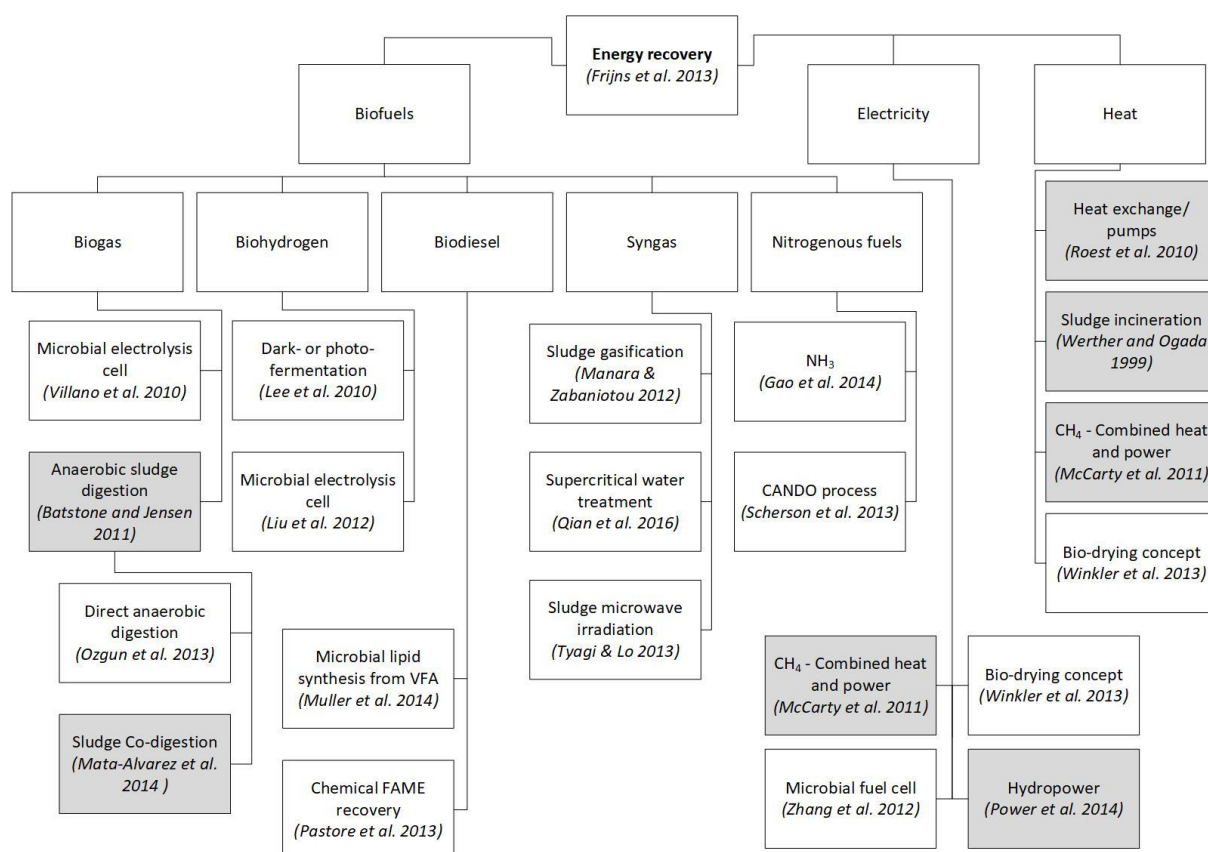 Energy recovery
(Frijns et al. 2013)
Biofuels
Electricity
Heat
Biogas
Biohydrogen
Biodiesel
Syngas
Nitrogenous fuels
Heat exchange/
pumps
(Roest et al. 2010)
Sludge incineration
(Werther and Ogada
1999)
CH₄ - Combined heat
and power
(McCarty et al. 2011)
Bio-drying concept
(Winkler et al. 2013)
Microbial electrolysis
cell
(Villano et al. 2010)
Anaerobic sludge
digestion
(Batstone and Jensen
2011)
Direct anaerobic
digestion
(Ozgun et al. 2013)
Sludge Co-digestion
(Mata-Alvarez et al.
2014 )
Dark- or photo-
fermentation
(Lee et al. 2010)
Microbial electrolysis
cell
(Liu et al. 2012)
Microbial lipid
synthesis from VFA
(Muller et al. 2014)
Chemical FAME
recovery
(Pastore et al. 2013)
Sludge gasification
(Manara &
Zabaniotou 2012)
Supercritical water
treatment
(Qian et al. 2016)
Sludge microwave
irradiation
(Tyagi & Lo 2013)
NH₃
(Gao et al. 2014)
CANDO process
(Scherson et al. 2013)
CH₄ - Combined heat
and power
(McCarty et al. 2011)
Bio-drying concept
(Winkler et al. 2013)
Microbial fuel cell
(Zhang et al. 2012)
Hydropower
(Power et al. 2014)